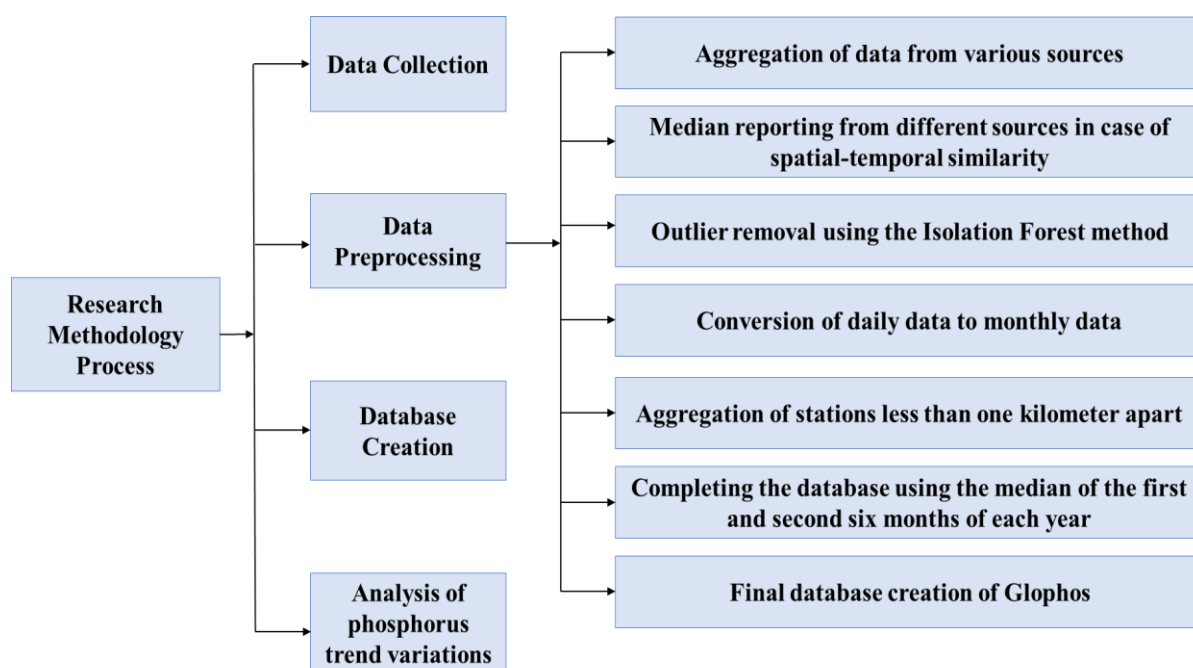 Research
Methodology
Process
Data Collection
Data
Preprocessing
Database
Creation
Analysis of
phosphorus
trend variations
Aggregation of data from various sources
Median reporting from different sources in case of
spatial-temporal similarity
Outlier removal using the Isolation Forest method
Conversion of daily data to monthly data
Aggregation of stations less than one kilometer apart
Completing the database using the median of the first
and second six months of each year
Final database creation of Glophos